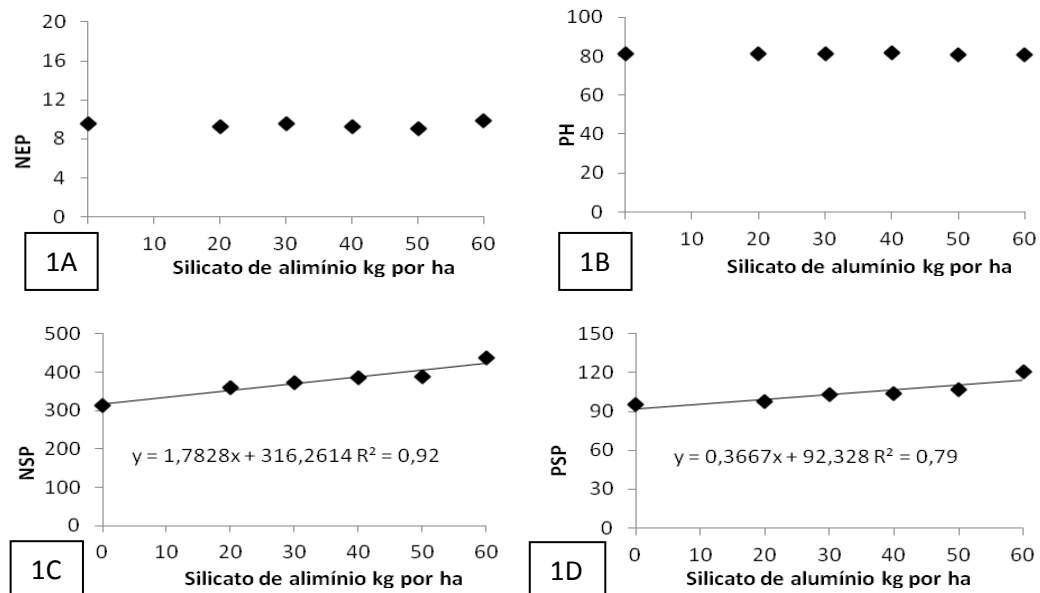 20
16
12
8
4
0
NEP
10 20 30 40 50 60
Silicato de alimínio kg por ha
1A
100
80
60
40
20
0
PH
10 20 30 40 50 60
Silicato de alumínio kg por ha
1B
500
400
300
200
100
0
NSP
y = 1,7828x + 316,2614 R² = 0,92
0 10 20 30 40 50 60
Silicato de alimínio kg por ha
1C
150
120
90
60
30
0
PSP
y = 0,3667x + 92,328 R² = 0,79
0 10 20 30 40 50 60
Silicato de alumínio kg por ha
1D